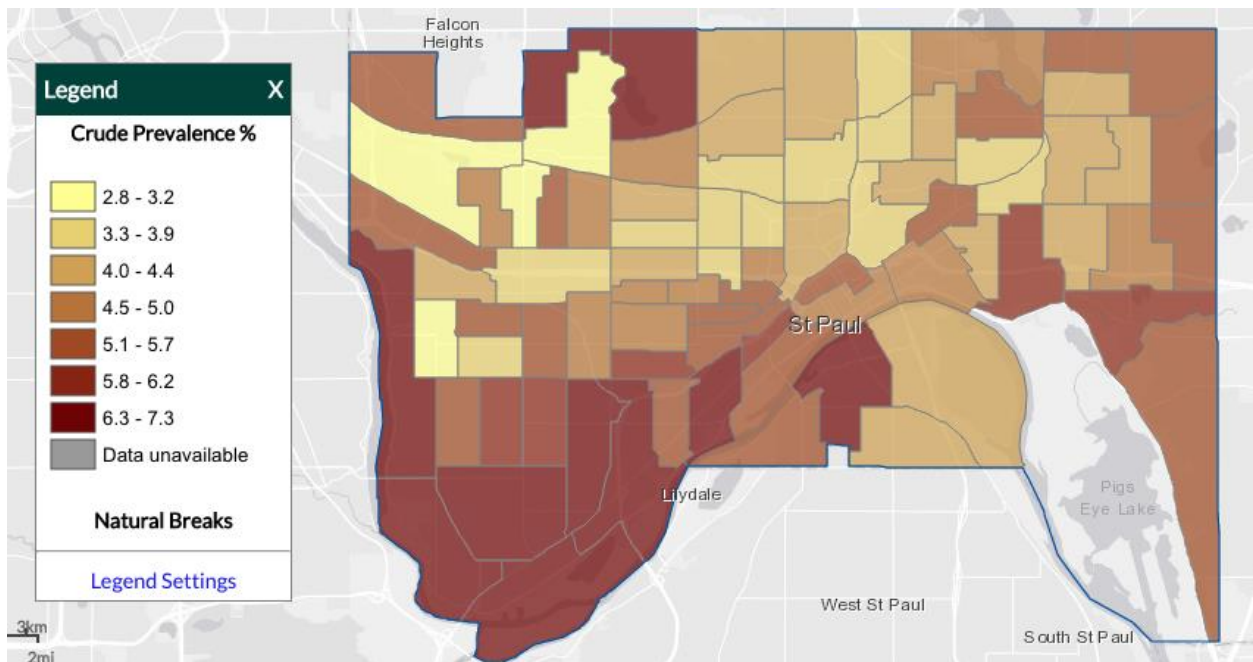 Falcon
Heights
Legend X
Crude Prevalence %
2.8 - 3.2
3.3 - 3.9
4.0 - 4.4
4.5 - 5.0
5.1 - 5.7
5.8 - 6.2
6.3 - 7.3
Data unavailable
Natural Breaks
Legend Settings
St Paul
Lilydale
Pigs
Eye Lake
West St Paul
South St Paul
3km
2mi